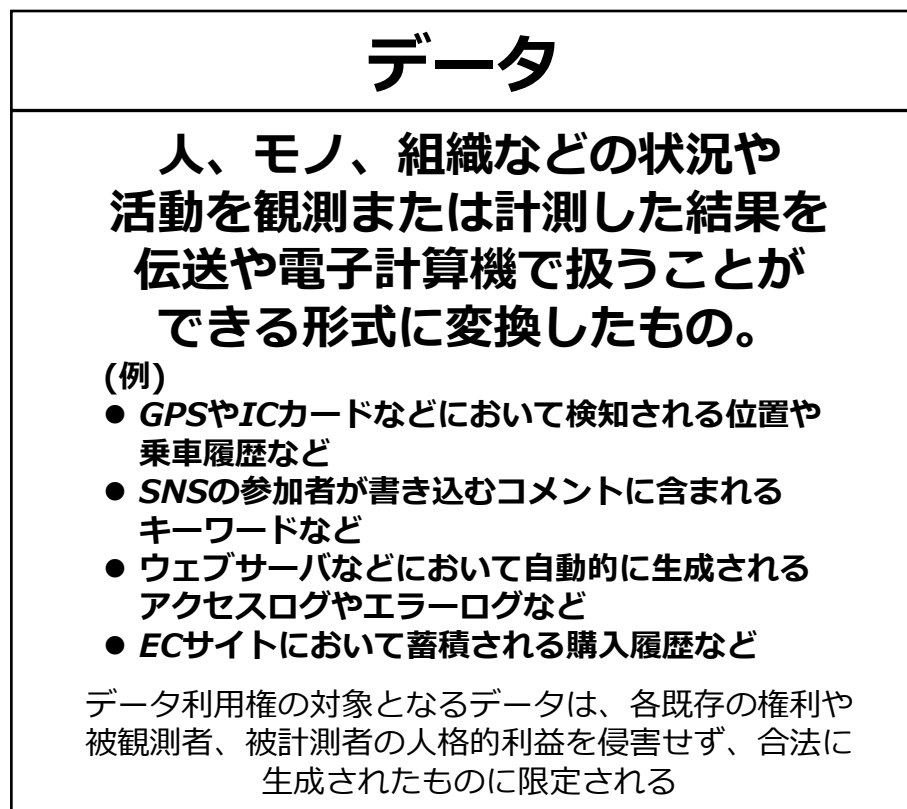 データ
人、モノ、組織などの状況や
活動を観測または計測した結果を
伝送や電子計算機で扱うことが
できる形式に変換したもの。
(例)
● GPSやICカードなどにおいて検知される位置や
乗車履歴など
● SNSの参加者が書き込むコメントに含まれる
キーワードなど
● ウェブサーバなどにおいて自動的に生成される
アクセスログやエラーログなど
● ECサイトにおいて蓄積される購入履歴など
データ利用権の対象となるデータは、各既存の権利や
被観測者、被計測者の人格的利益を侵害せず、合法に
生成されたものに限定される